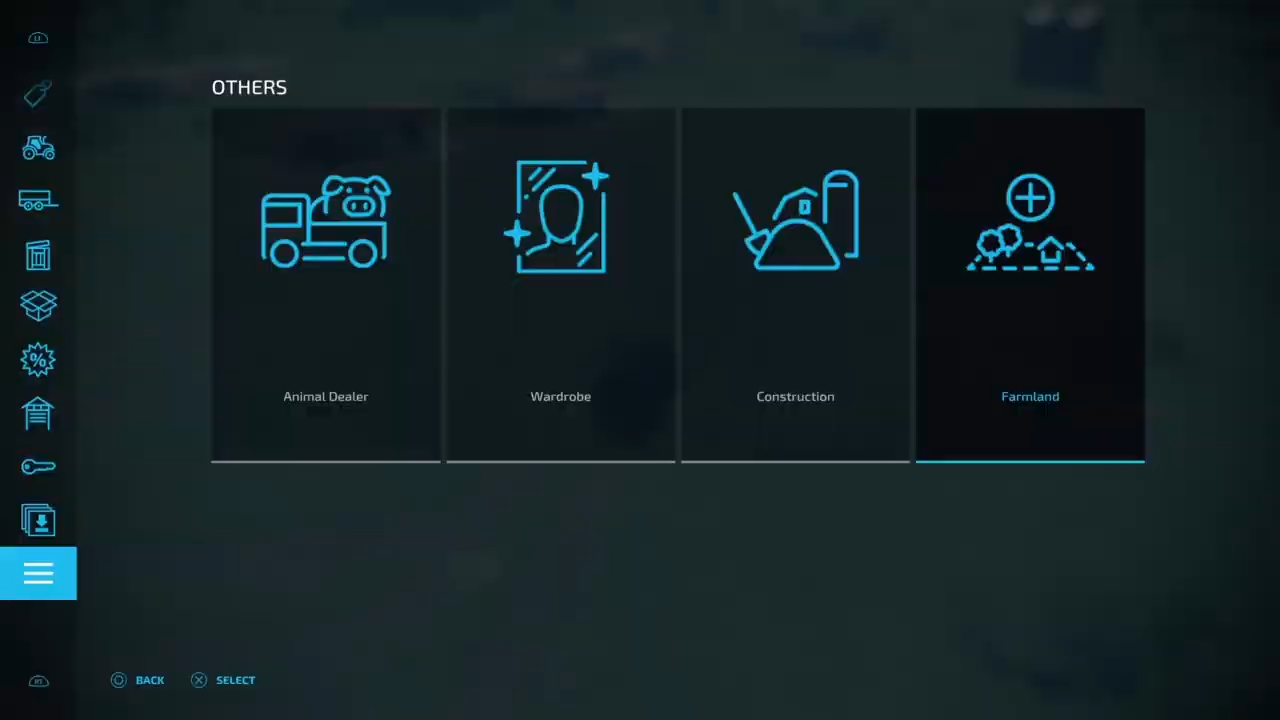 OTHERS
Animal Dealer
Wardrobe
Construction
Farmland
BACK
SELECT